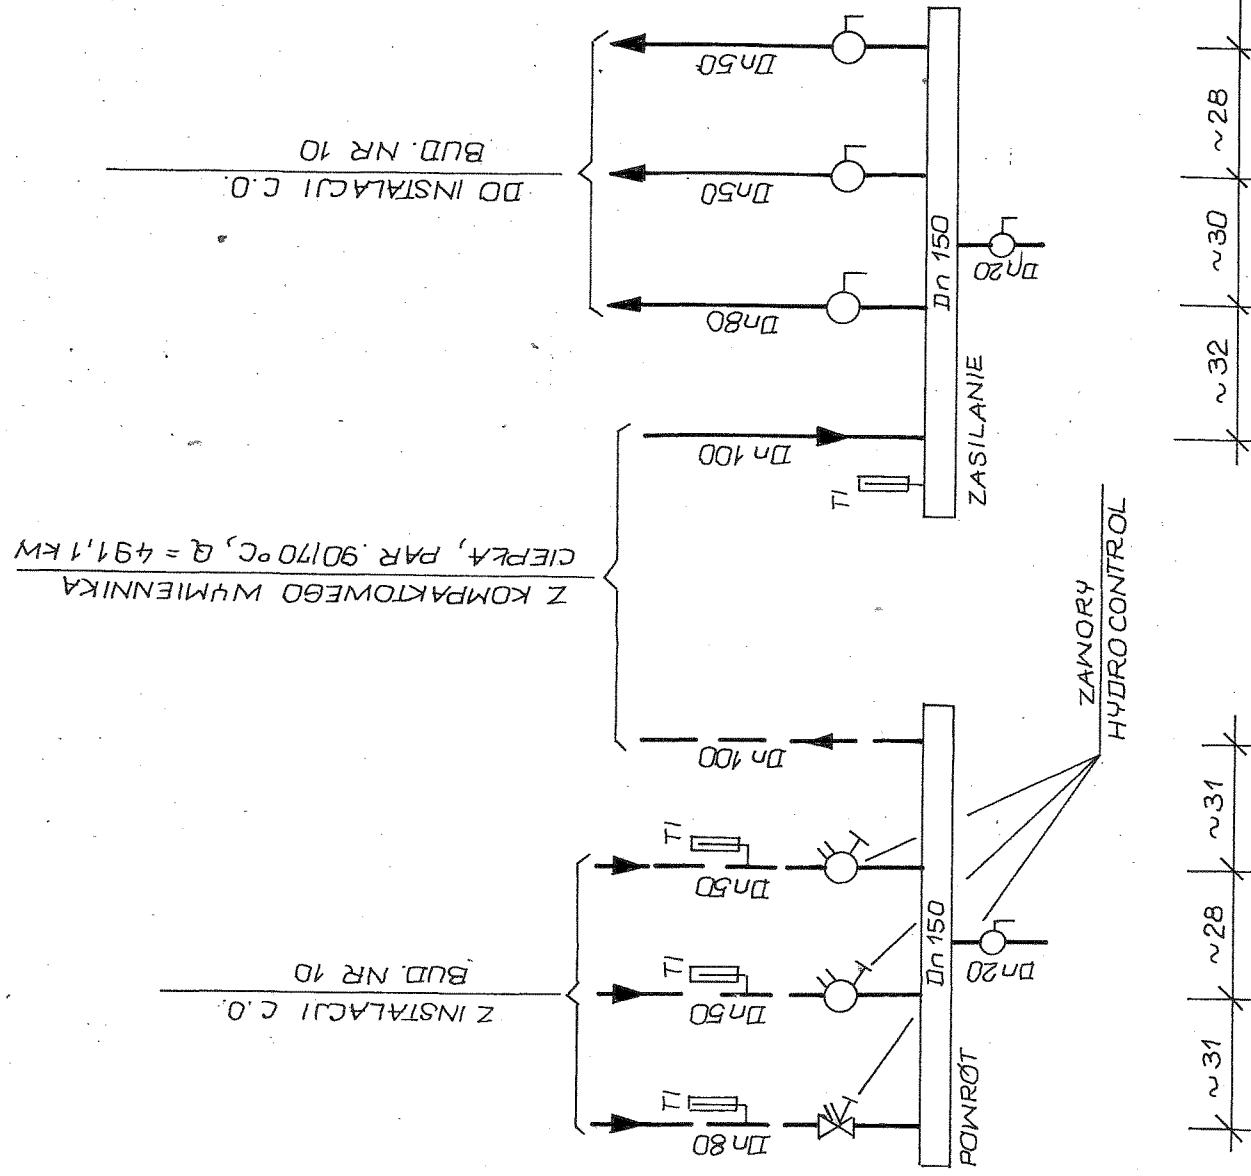 Dn50
DO INSTALACJI C.O.
BUD. NR 10
Dn50
Dn80
Dn 150
Dn20
ZASILANIE
Dn 100
TI
Z KOMPAKTOWEGO WYMIENNIKA
CIEPŁA, PAR. 90/70°C, Q = 491,1 KW
ZAWORY
HYDROCONTROL
Dn 100
TI
Dn50
Z INSTALACJI C.O.
BUD. NR 10
TI
Dn50
Dn 150
Dn20
TI
Dn80
POWRÓT
~28
~30
~32
~31
~28
~31